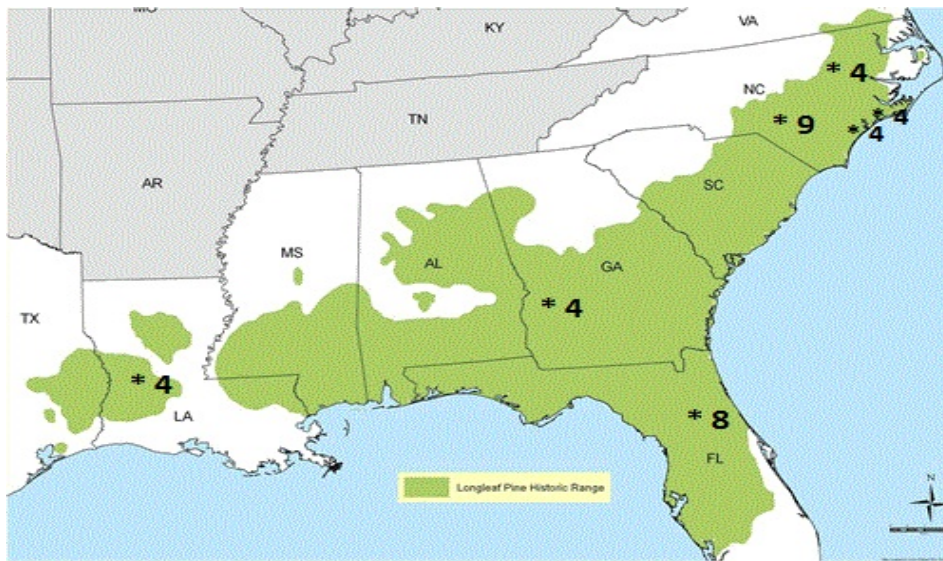 MO
KY
VA
* 4
NC
TN
* 9
* 4
* 4
AR
SC
MS
AL
GA
* 4
TX
* 4
LA
* 8
FL
N
Longleaf Pine Historic Range